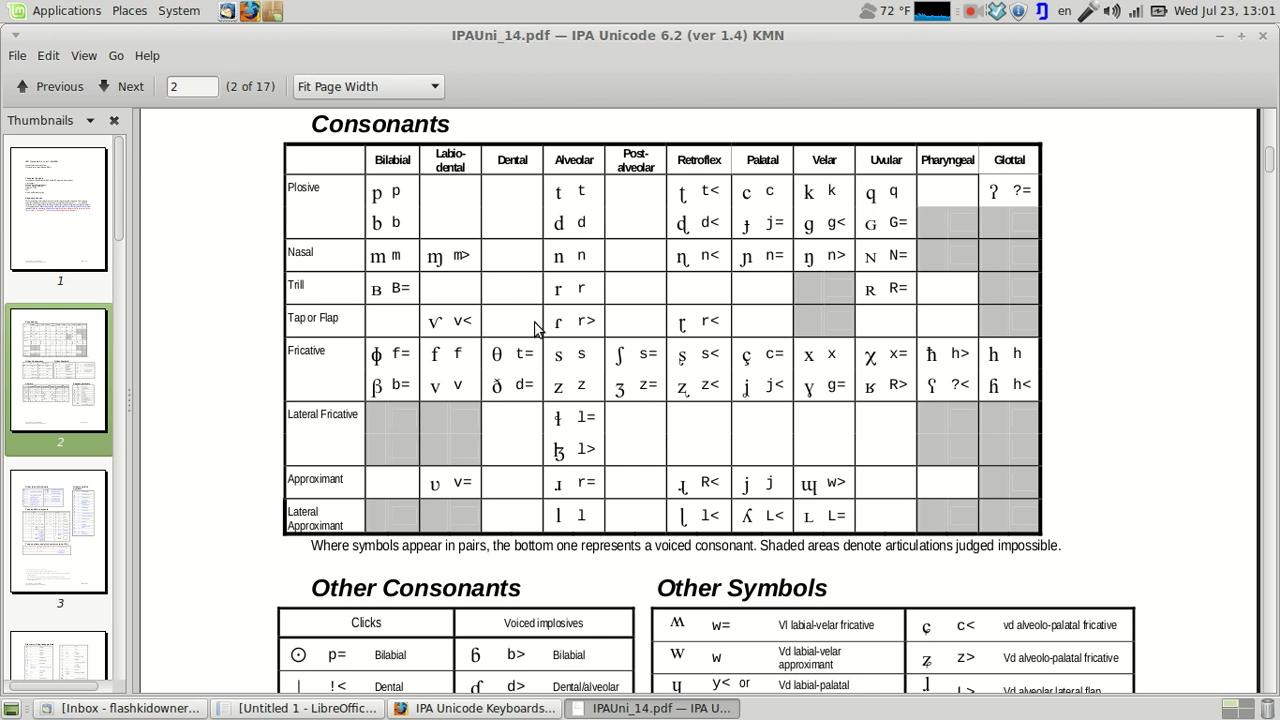 Applications Places System 72 °F en Wed Jul 23, 13:01
IPAUni_14.pdf — IPA Unicode 6.2 (ver 1.4) KMN
File Edit View Go Help
Previous Next 2 (2 of 17) Fit Page Width
Thumbnails
1
2
3
Consonants
Bilabial Labio-dental Dental Alveolar Post-alveolar Retroflex Palatal Velar Uvular Pharyngeal Glottal
Plosive p p t t ʈ t< c c k k q q ʔ ?=
b b d d ɖ d< ɟ j= ɡ g< ɢ G=
Nasal m m ɱ m> n n ɳ n< ɲ n= ŋ n> ɴ N=
Trill ʙ B= r r ʀ R=
Tap or Flap ⱱ v< ɾ r> ɽ r<
Fricative ɸ f= f f θ t= s s ʃ s= ʂ s< ç c= x x χ x= ħ h> h h
β b= v v ð d= z z ʒ z= ʐ z< ʝ j< ɣ g= ʁ R> ʕ ?< ɦ h<
Lateral Fricative ɬ l=
ɮ l>
Approximant ʋ v= ɹ r= ɻ R< j j ɰ w>
Lateral Approximant l l ɭ l< ʎ L< ʟ L=
Where symbols appear in pairs, the bottom one represents a voiced consonant. Shaded areas denote articulations judged impossible.
Other Consonants
Clicks Voiced implosives
ʘ p= Bilabial ɓ b> Bilabial
ǀ !< Dental ɗ d> Dental/alveolar
Other Symbols
ʍ w= Vl labial-velar fricative ɕ c< vd alveolo-palatal fricative
w w Vd labial-velar approximant ʑ z> Vd alveolo-palatal fricative
ɥ y< or Vd labial-palatal ɺ L> Vd alveolar lateral flap
[Inbox - flashkidowner... [Untitled 1 - LibreOffic... IPA Unicode Keyboards... IPAUni_14.pdf — IPA U...